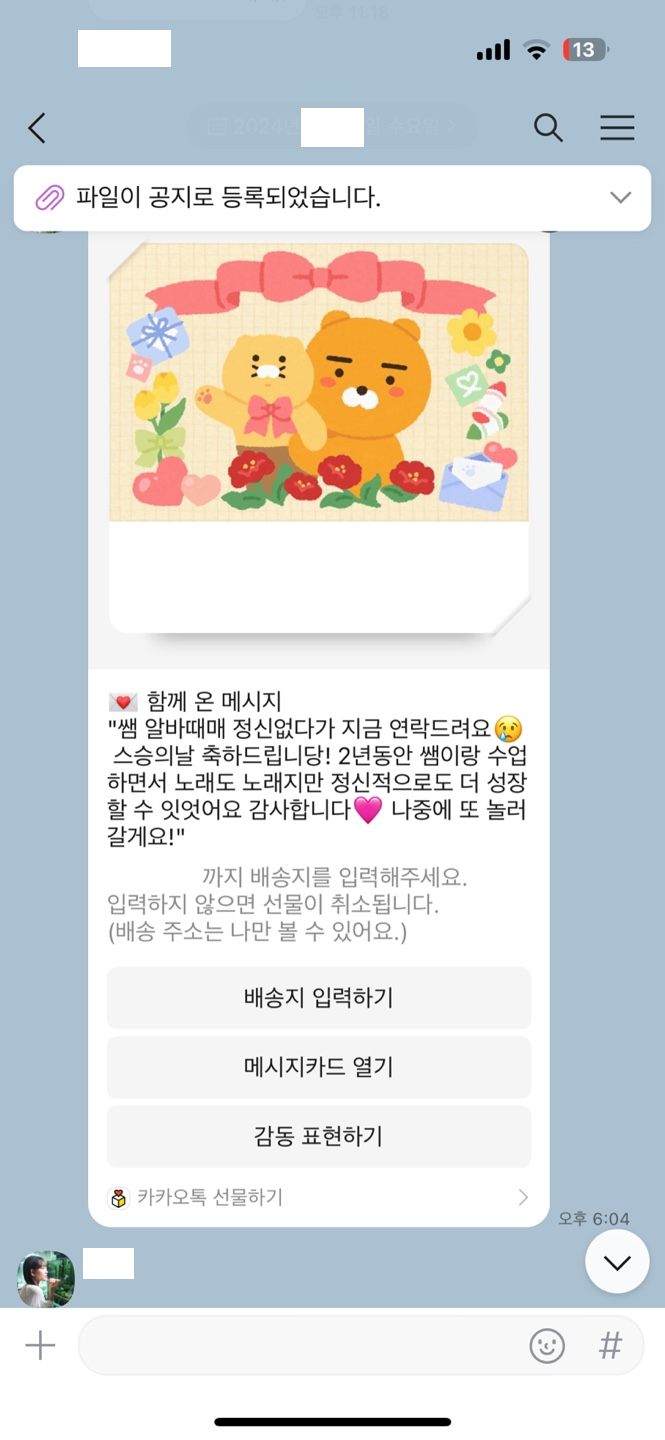 오후 11:18
13
2024년 일 수요일 >
파일이 공지로 등록되었습니다.
💌 함께 온 메시지
"쌤 알바때매 정신없다가 지금 연락드려요😢
스승의날 축하드립니당! 2년동안 쌤이랑 수업
하면서 노래도 노래지만 정신적으로도 더 성장
할 수 잇엇어요 감사합니다💓 나중에 또 놀러
갈게요!"
까지 배송지를 입력해주세요.
입력하지 않으면 선물이 취소됩니다.
(배송 주소는 나만 볼 수 있어요.)
배송지 입력하기
메시지카드 열기
감동 표현하기
카카오톡 선물하기
오후 6:04